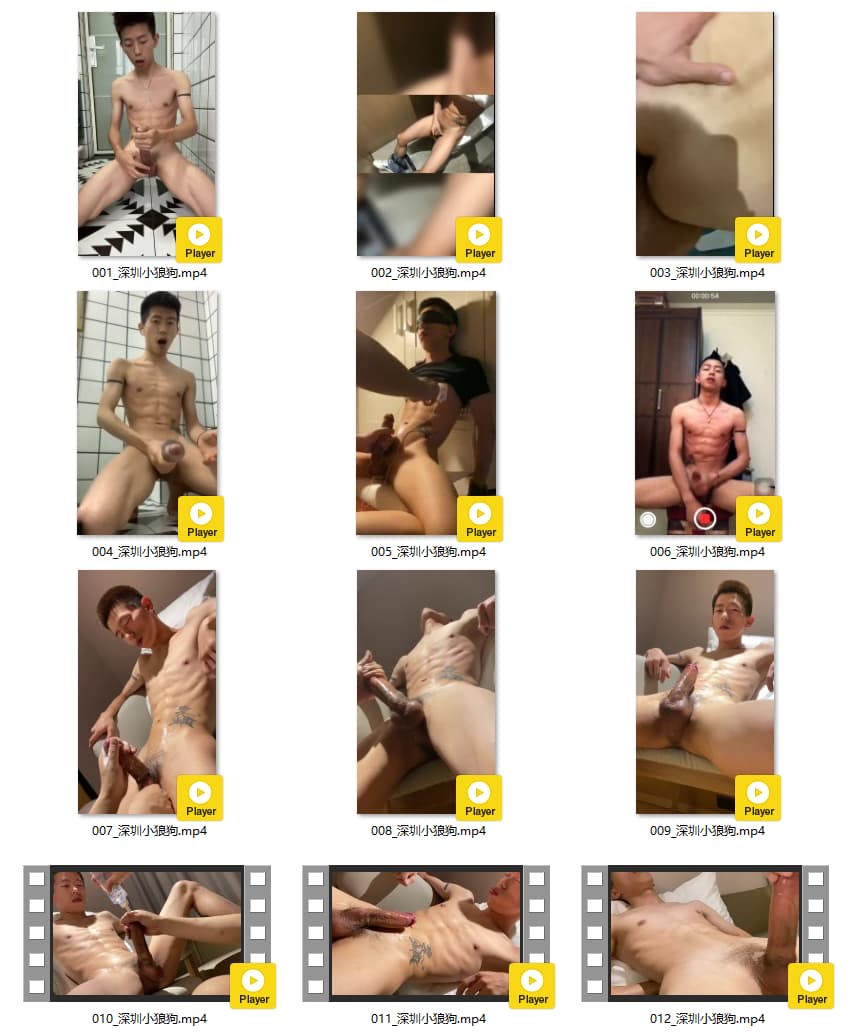 Player
Player
Player
001_深圳小狼狗.mp4
002_深圳小狼狗.mp4
003_深圳小狼狗.mp4
00:00:54
Player
Player
Player
004_深圳小狼狗.mp4
005_深圳小狼狗.mp4
006_深圳小狼狗.mp4
Player
Player
Player
007_深圳小狼狗.mp4
008_深圳小狼狗.mp4
009_深圳小狼狗.mp4
Player
Player
Player
010_深圳小狼狗.mp4
011_深圳小狼狗.mp4
012_深圳小狼狗.mp4